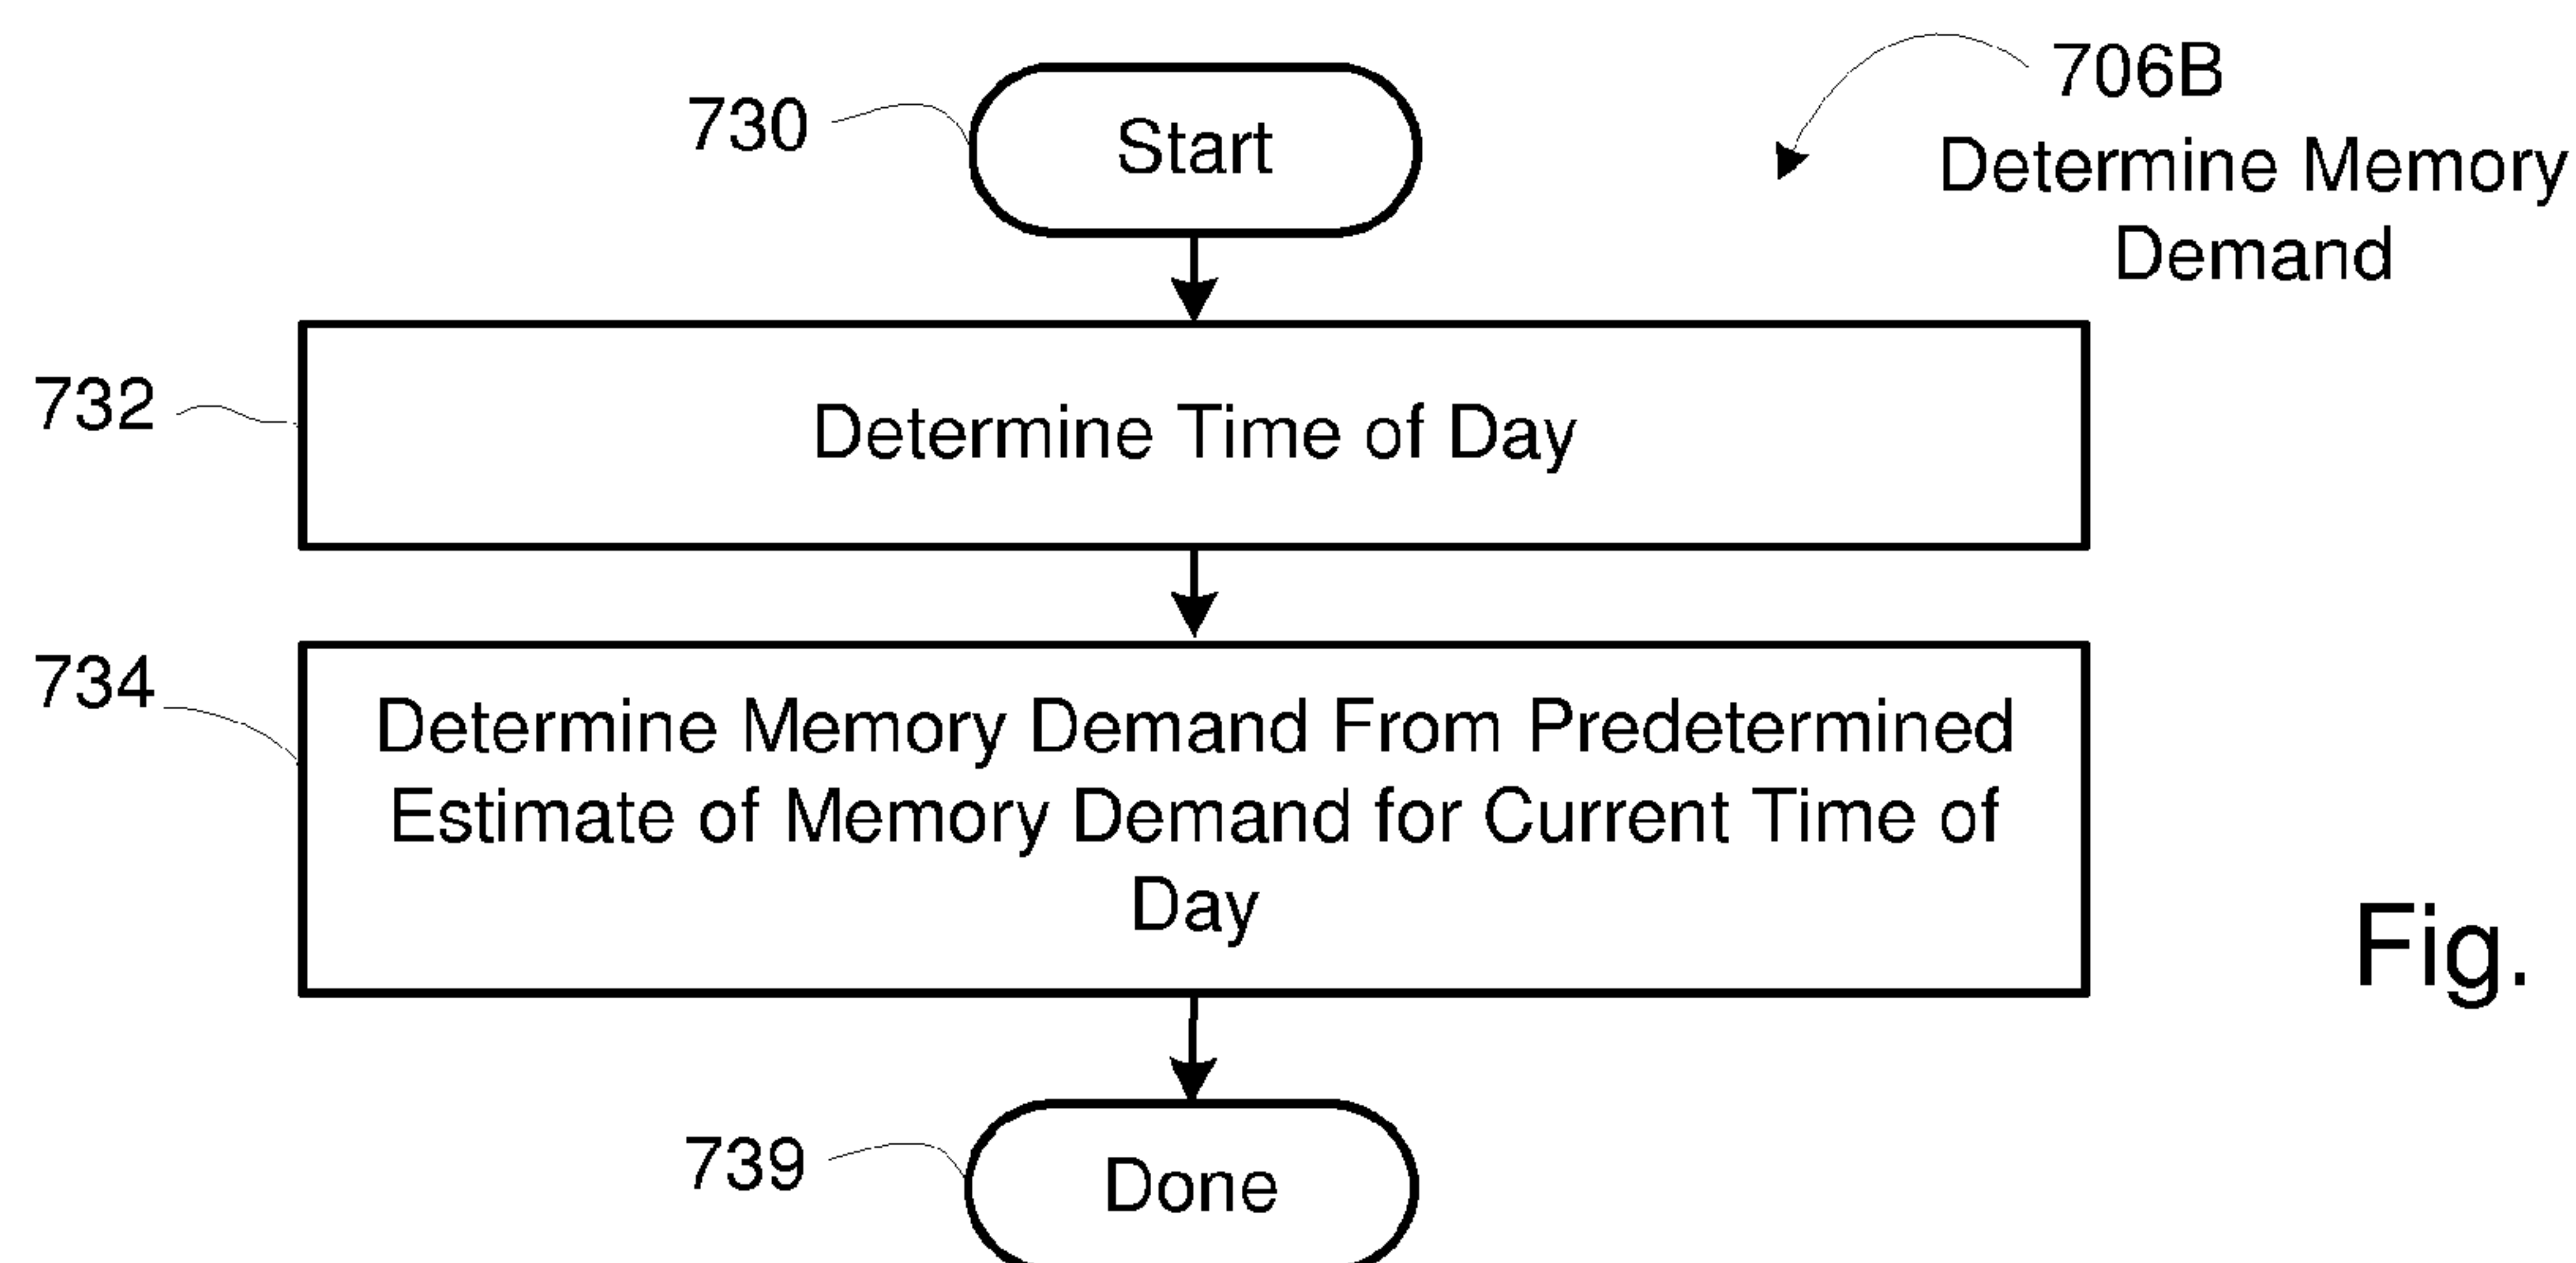 706B
Determine Memory
Demand
730
Start
732
Determine Time of Day
734
Determine Memory Demand From Predetermined
Estimate of Memory Demand for Current Time of
Day
Fig.
739
Done